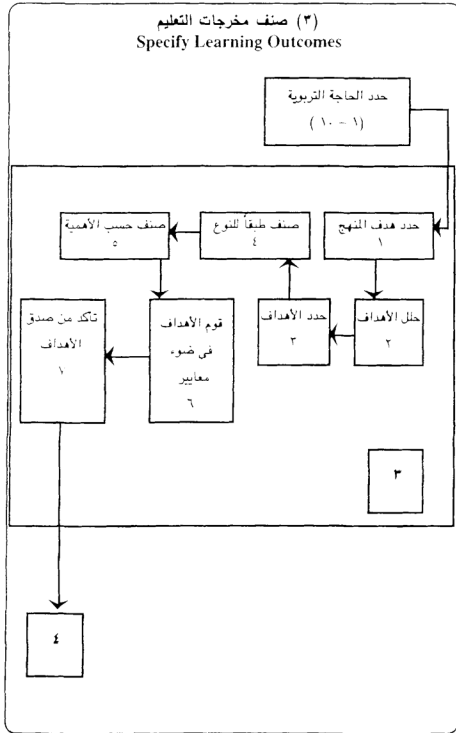 (٣) صنف مخرجات التعليم
Specify Learning Outcomes
حدد الحاجة التربوية
(١ - ١٠)
حدد هدف المنهج
١
حلل الأهداف
٢
حدد الأهداف
٣
صنف طبقاً للنوع
٤
صنف حسب الأهمية
٥
قوم الأهداف
فى ضوء
معايير
٦
تأكد من صدق
الأهداف
٧
٣
٤